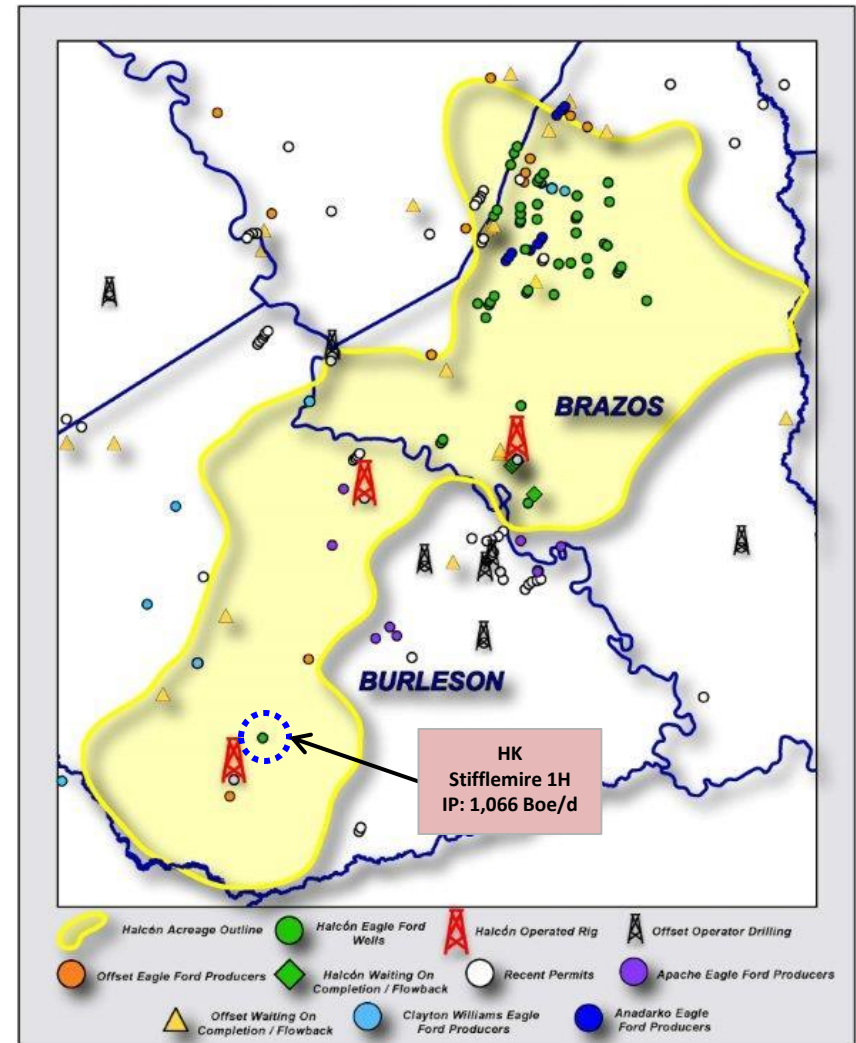 BRAZOS
BURLESON
HK
Stifflemire 1H
IP: 1,066 Boe/d
Halcón Acreage Outline
Halcón Eagle Ford
Wells
Halcón Operated Rig
Offset Operator Drilling
Offset Eagle Ford Producers
Halcón Waiting On
Completion / Flowback
Recent Permits
Apache Eagle Ford Producers
Offset Waiting On
Completion / Flowback
Clayton Williams Eagle
Ford Producers
Anadarko Eagle
Ford Producers